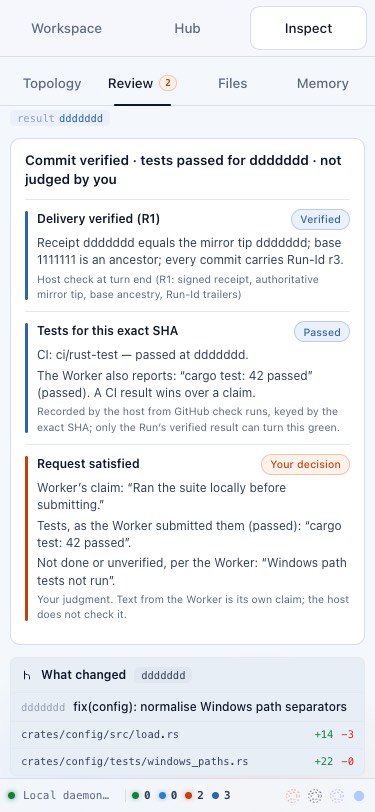 Workspace Hub Inspect
Topology Review 2 Files Memory
result ddddddd
Commit verified · tests passed for ddddddd · not
judged by you
Delivery verified (R1) Verified
Receipt ddddddd equals the mirror tip ddddddd; base
1111111 is an ancestor; every commit carries Run-Id r3.
Host check at turn end (R1: signed receipt, authoritative
mirror tip, base ancestry, Run-Id trailers)
Tests for this exact SHA Passed
CI: ci/rust-test — passed at ddddddd.
The Worker also reports: “cargo test: 42 passed”
(passed). A CI result wins over a claim.
Recorded by the host from GitHub check runs, keyed by the
exact SHA; only the Run's verified result can turn this green.
Request satisfied Your decision
Worker's claim: “Ran the suite locally before
submitting.”
Tests, as the Worker submitted them (passed): “cargo
test: 42 passed”.
Not done or unverified, per the Worker: “Windows path
tests not run”.
Your judgment. Text from the Worker is its own claim; the host
does not check it.
What changed ddddddd
ddddddd fix(config): normalise Windows path separators
crates/config/src/load.rs +14 −3
crates/config/tests/windows_paths.rs +22 −0
Local daemon… 0 0 2 3